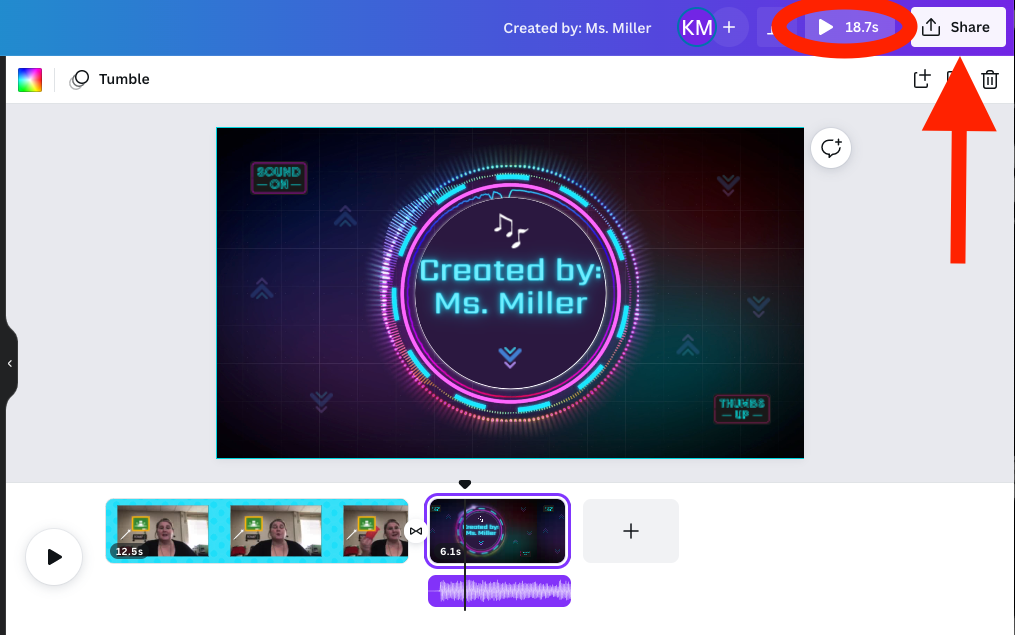 Created by: Ms. Miller
KM
18.7s
Share
Tumble
SOUND
ON
Created by:
Ms. Miller
THUMBS
UP
12.5s
6.1s
Created by:
Ms. Miller